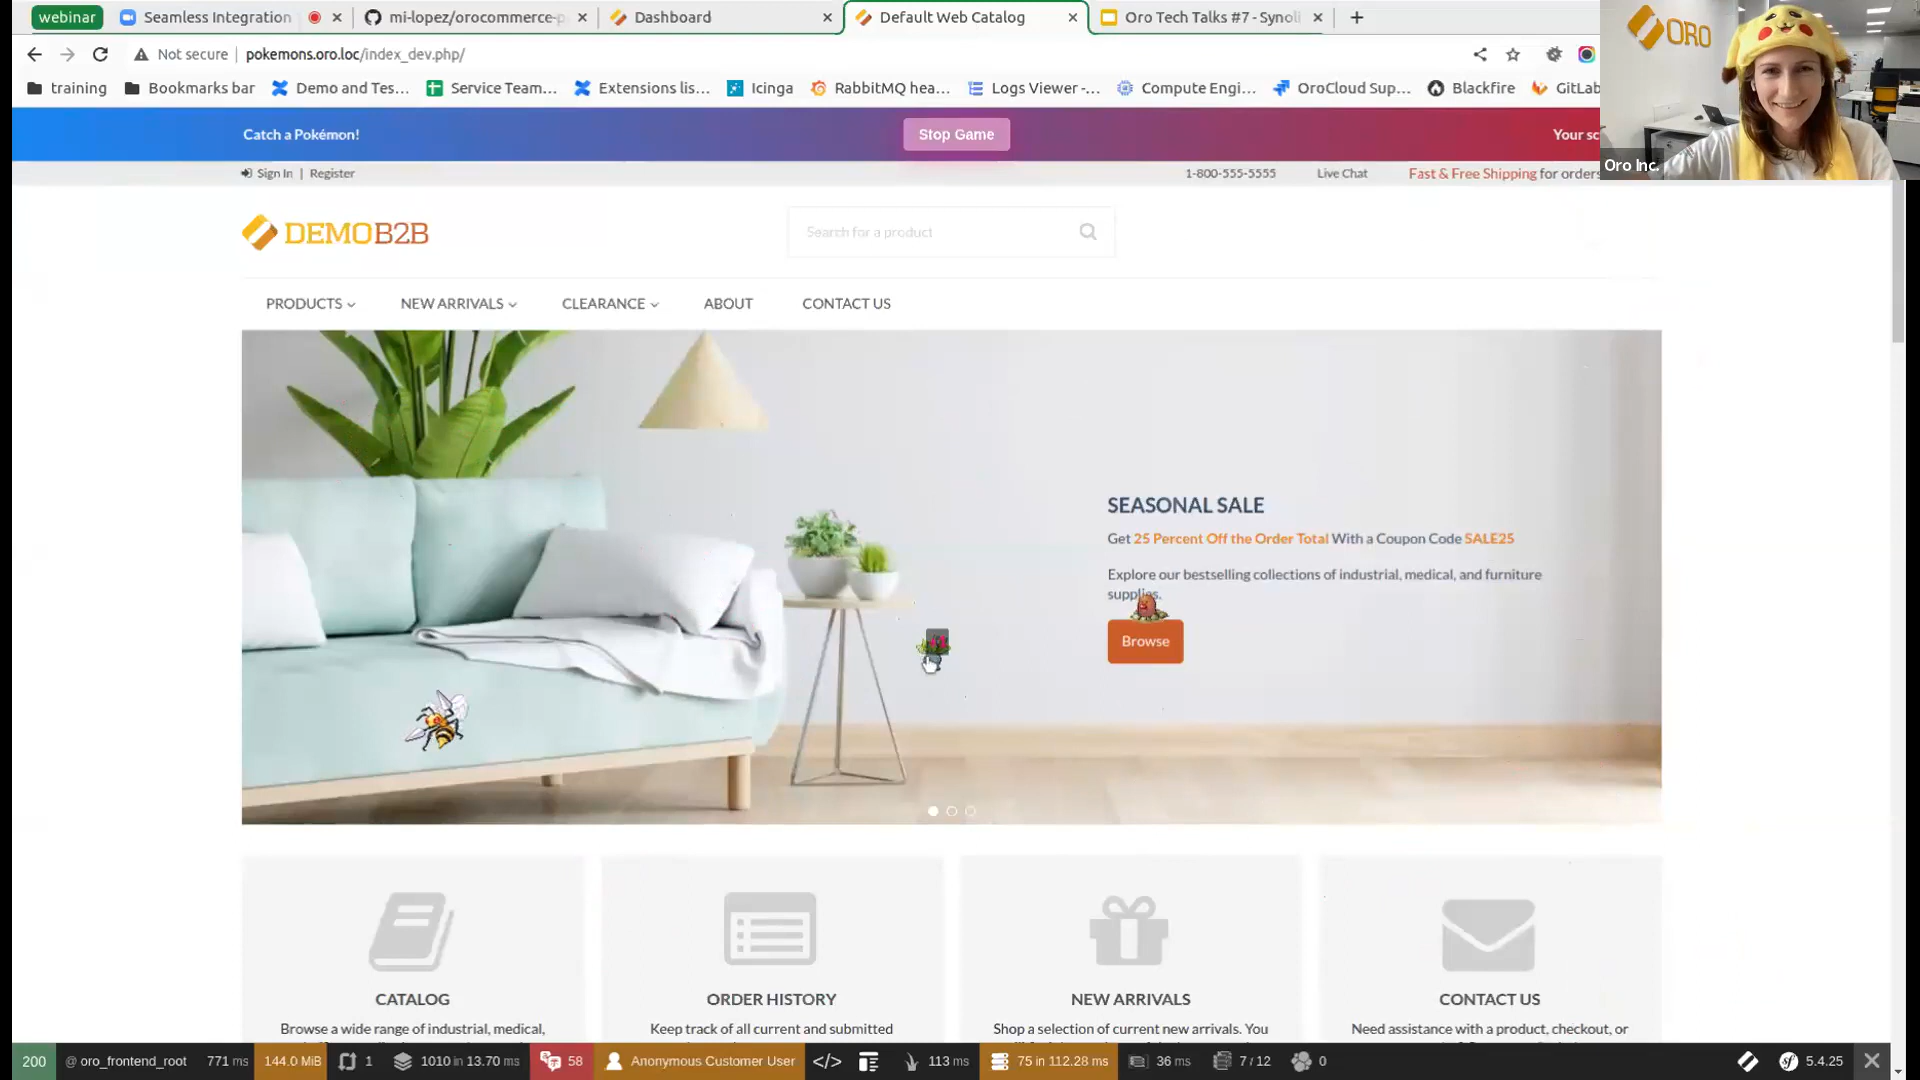 webinar
Seamless Integration
mi-lopez/orocommerce-p
Dashboard
Default Web Catalog
Oro Tech Talks #7 - Synoli
Not secure
pokemons.oro.loc/index_dev.php/
training
Bookmarks bar
Demo and Tes...
Service Team...
Extensions lis...
Icinga
RabbitMQ hea...
Logs Viewer -...
Compute Engi...
OroCloud Sup...
Blackfire
GitLab
ORO
Oro Inc.
Catch a Pokémon!
Stop Game
Your sc
Sign In | Register
1-800-555-5555
Live Chat
Fast & Free Shipping for orders
DEMOB2B
Search for a product
PRODUCTS
NEW ARRIVALS
CLEARANCE
ABOUT
CONTACT US
SEASONAL SALE
Get 25 Percent Off the Order Total With a Coupon Code SALE25
Explore our bestselling collections of industrial, medical, and furniture
supplies.
Browse
CATALOG
Browse a wide range of industrial, medical,
ORDER HISTORY
Keep track of all current and submitted
NEW ARRIVALS
Shop a selection of current new arrivals. You
CONTACT US
Need assistance with a product, checkout, or
200
@ oro_frontend_root
771 ms
144.0 MiB
1
1010 in 13.70 ms
58
Anonymous Customer User
</>
113 ms
75 in 112.28 ms
36 ms
7 / 12
0
5.4.25